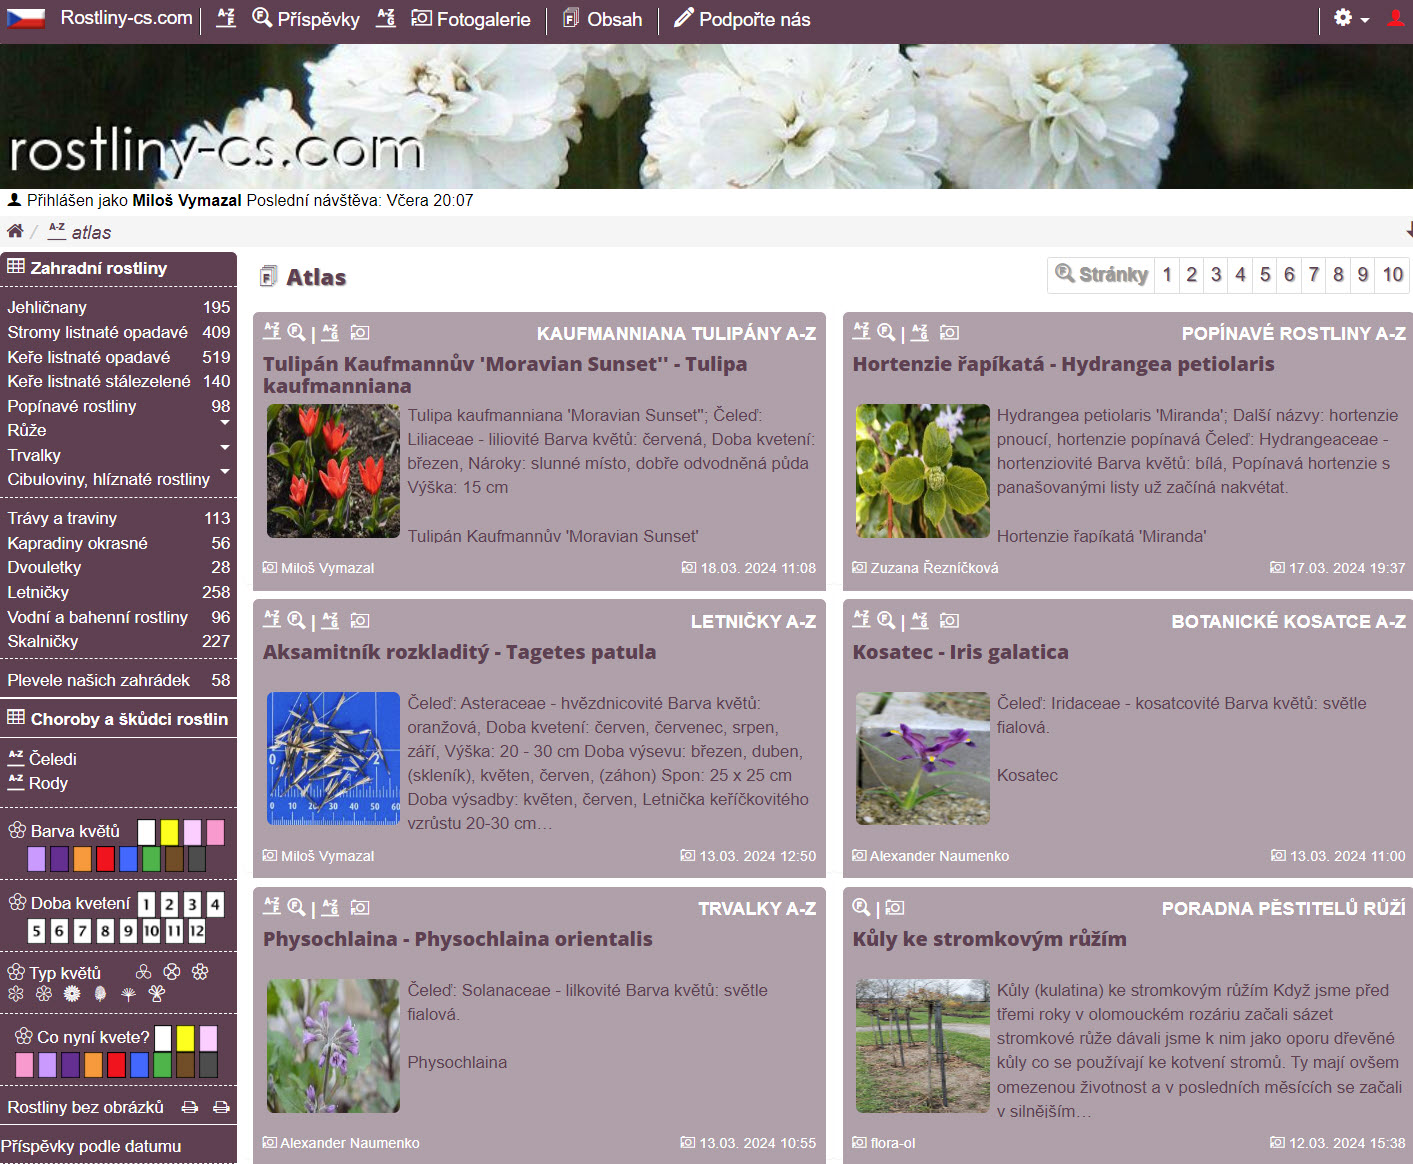 Rostliny-cs.com | A-Z F Příspěvky A-Z G Fotogalerie | Obsah | Podpořte nás
rostliny-cs.com
Přihlášen jako Miloš Vymazal Poslední návštěva: Včera 20:07
/ A-Z atlas
Zahradní rostliny
Jehličnany 195
Stromy listnaté opadavé 409
Keře listnaté opadavé 519
Keře listnaté stálezelené 140
Popínavé rostliny 98
Růže
Trvalky
Cibuloviny, hlíznaté rostliny
Trávy a traviny 113
Kapradiny okrasné 56
Dvouletky 28
Letničky 258
Vodní a bahenní rostliny 96
Skalničky 227
Plevele našich zahrádek 58
Choroby a škůdci rostlin
A-Z Čeledi
A-Z Rody
Barva květů
Doba kvetení 1 2 3 4
5 6 7 8 9 10 11 12
Typ květů
Co nyní kvete?
Rostliny bez obrázků
Příspěvky podle datumu
Atlas
Stránky 1 2 3 4 5 6 7 8 9 10
A-Z F | A-Z G KAUFMANNIANA TULIPÁNY A-Z
Tulipán Kaufmannův 'Moravian Sunset'' - Tulipa
kaufmanniana
Tulipa kaufmanniana 'Moravian Sunset''; Čeleď:
Liliaceae - liliovité Barva květů: červená, Doba kvetení:
březen, Nároky: slunné místo, dobře odvodněná půda
Výška: 15 cm
Tulipán Kaufmannův 'Moravian Sunset'
Miloš Vymazal 18.03. 2024 11:08
A-Z F | A-Z G POPÍNAVÉ ROSTLINY A-Z
Hortenzie řapíkatá - Hydrangea petiolaris
Hydrangea petiolaris 'Miranda'; Další názvy: hortenzie
pnoucí, hortenzie popínavá Čeleď: Hydrangeaceae -
hortenziovité Barva květů: bílá, Popínavá hortenzie s
panašovanými listy už začíná nakvétat.
Hortenzie řapíkatá 'Miranda'
Zuzana Řezníčková 17.03. 2024 19:37
A-Z F | A-Z G LETNIČKY A-Z
Aksamitník rozkladitý - Tagetes patula
Čeleď: Asteraceae - hvězdnicovité Barva květů:
oranžová, Doba kvetení: červen, červenec, srpen,
září, Výška: 20 - 30 cm Doba výsevu: březen, duben,
(skleník), květen, červen, (záhon) Spon: 25 x 25 cm
Doba výsadby: květen, červen, Letnička keříčkovitého
vzrůstu 20-30 cm…
0 2
0 10 20 30 40 50 60
Miloš Vymazal 13.03. 2024 12:50
A-Z F | A-Z G BOTANICKÉ KOSATCE A-Z
Kosatec - Iris galatica
Čeleď: Iridaceae - kosatcovité Barva květů: světle
fialová.
Kosatec
Alexander Naumenko 13.03. 2024 11:00
A-Z F | A-Z G TRVALKY A-Z
Physochlaina - Physochlaina orientalis
Čeleď: Solanaceae - lilkovité Barva květů: světle
fialová.
Physochlaina
Alexander Naumenko 13.03. 2024 10:55
| PORADNA PĚSTITELŮ RŮŽÍ
Kůly ke stromkovým růžím
Kůly (kulatina) ke stromkovým růžím Když jsme před
třemi roky v olomouckém rozáriu začali sázet
stromkové růže dávali jsme k nim jako oporu dřevěné
kůly co se používají ke kotvení stromů. Ty mají ovšem
omezenou životnost a v posledních měsících se začali
v silnějším…
flora-ol 12.03. 2024 15:38